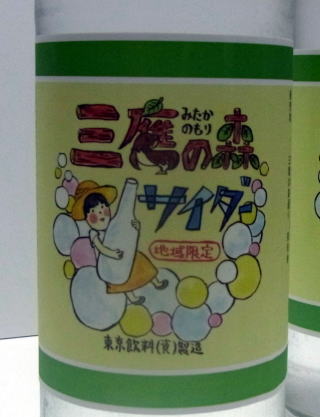 三鷹の森
みたか
のもり
サイダー
地域限定
東京飲料(資)製造